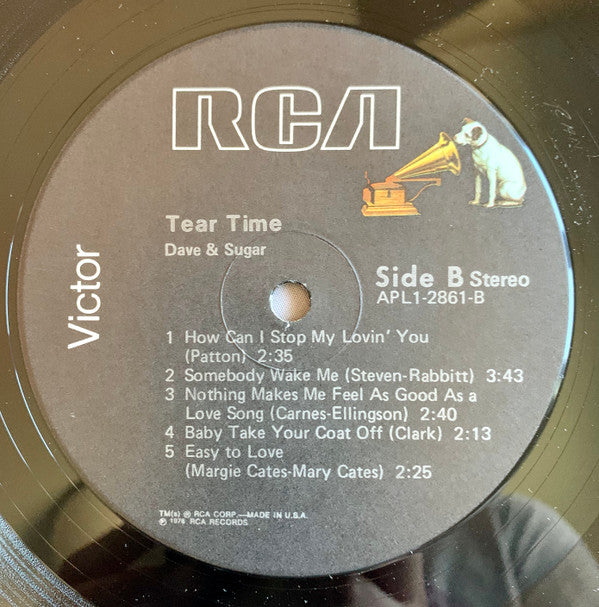 RCA
Victor
Tear Time
Dave & Sugar
Side B Stereo
APL1-2861-B
1 How Can I Stop My Lovin' You
(Patton) 2:35
2 Somebody Wake Me (Steven-Rabbitt) 3:43
3 Nothing Makes Me Feel As Good As a
Love Song (Carnes-Ellingson) 2:40
4 Baby Take Your Coat Off (Clark) 2:13
5 Easy to Love
(Margie Cates-Mary Cates) 2:25
TM(s) ® RCA CORP.—MADE IN U.S.A.
℗ 1978 RCA RECORDS